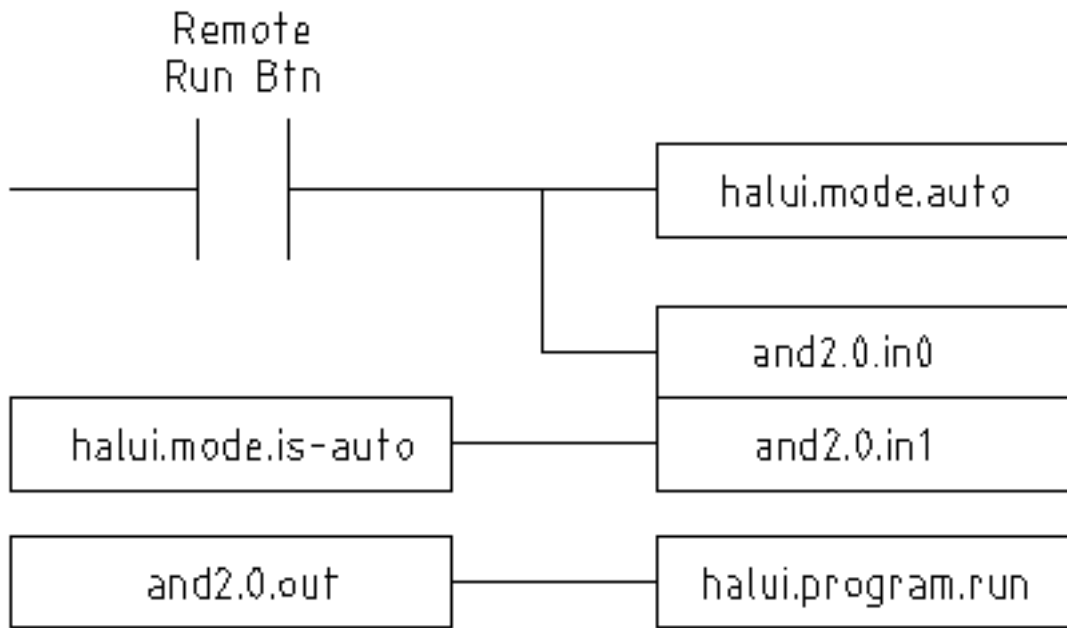 Remote
Run Btn
halui.mode.auto
and2.0.in0
halui.mode.is-auto
and2.0.in1
and2.0.out
halui.program.run